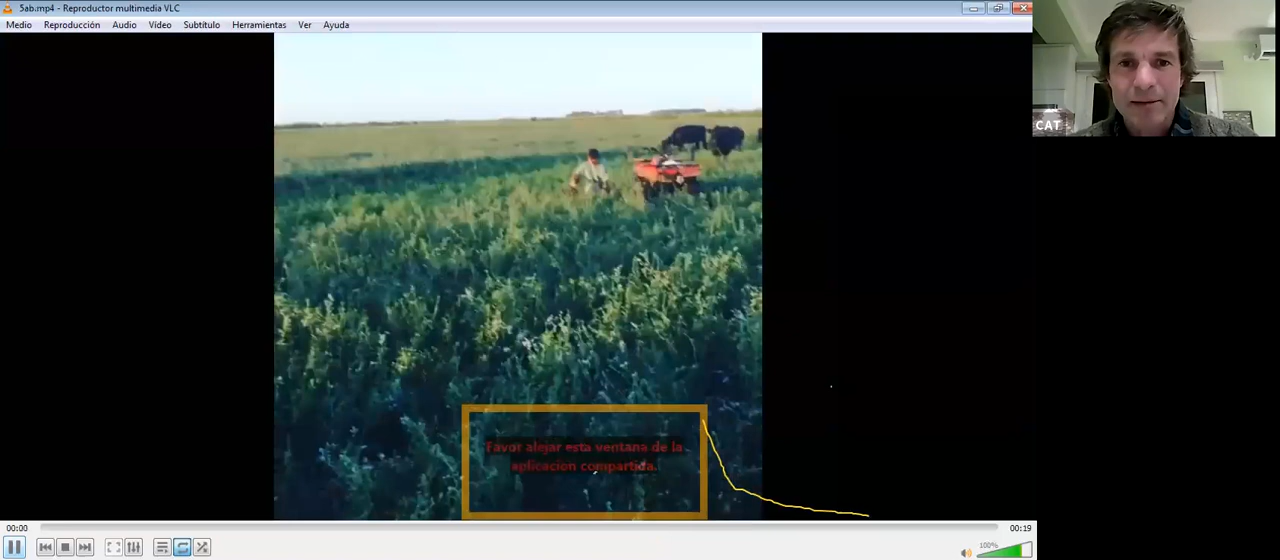 5ab.mp4 - Reproductor multimedia VLC
Medio Reproducción Audio Vídeo Subtítulo Herramientas Ver Ayuda
CAT
Favor alejar esta ventana de la
aplicacion compartida.
00:00
00:19
100%